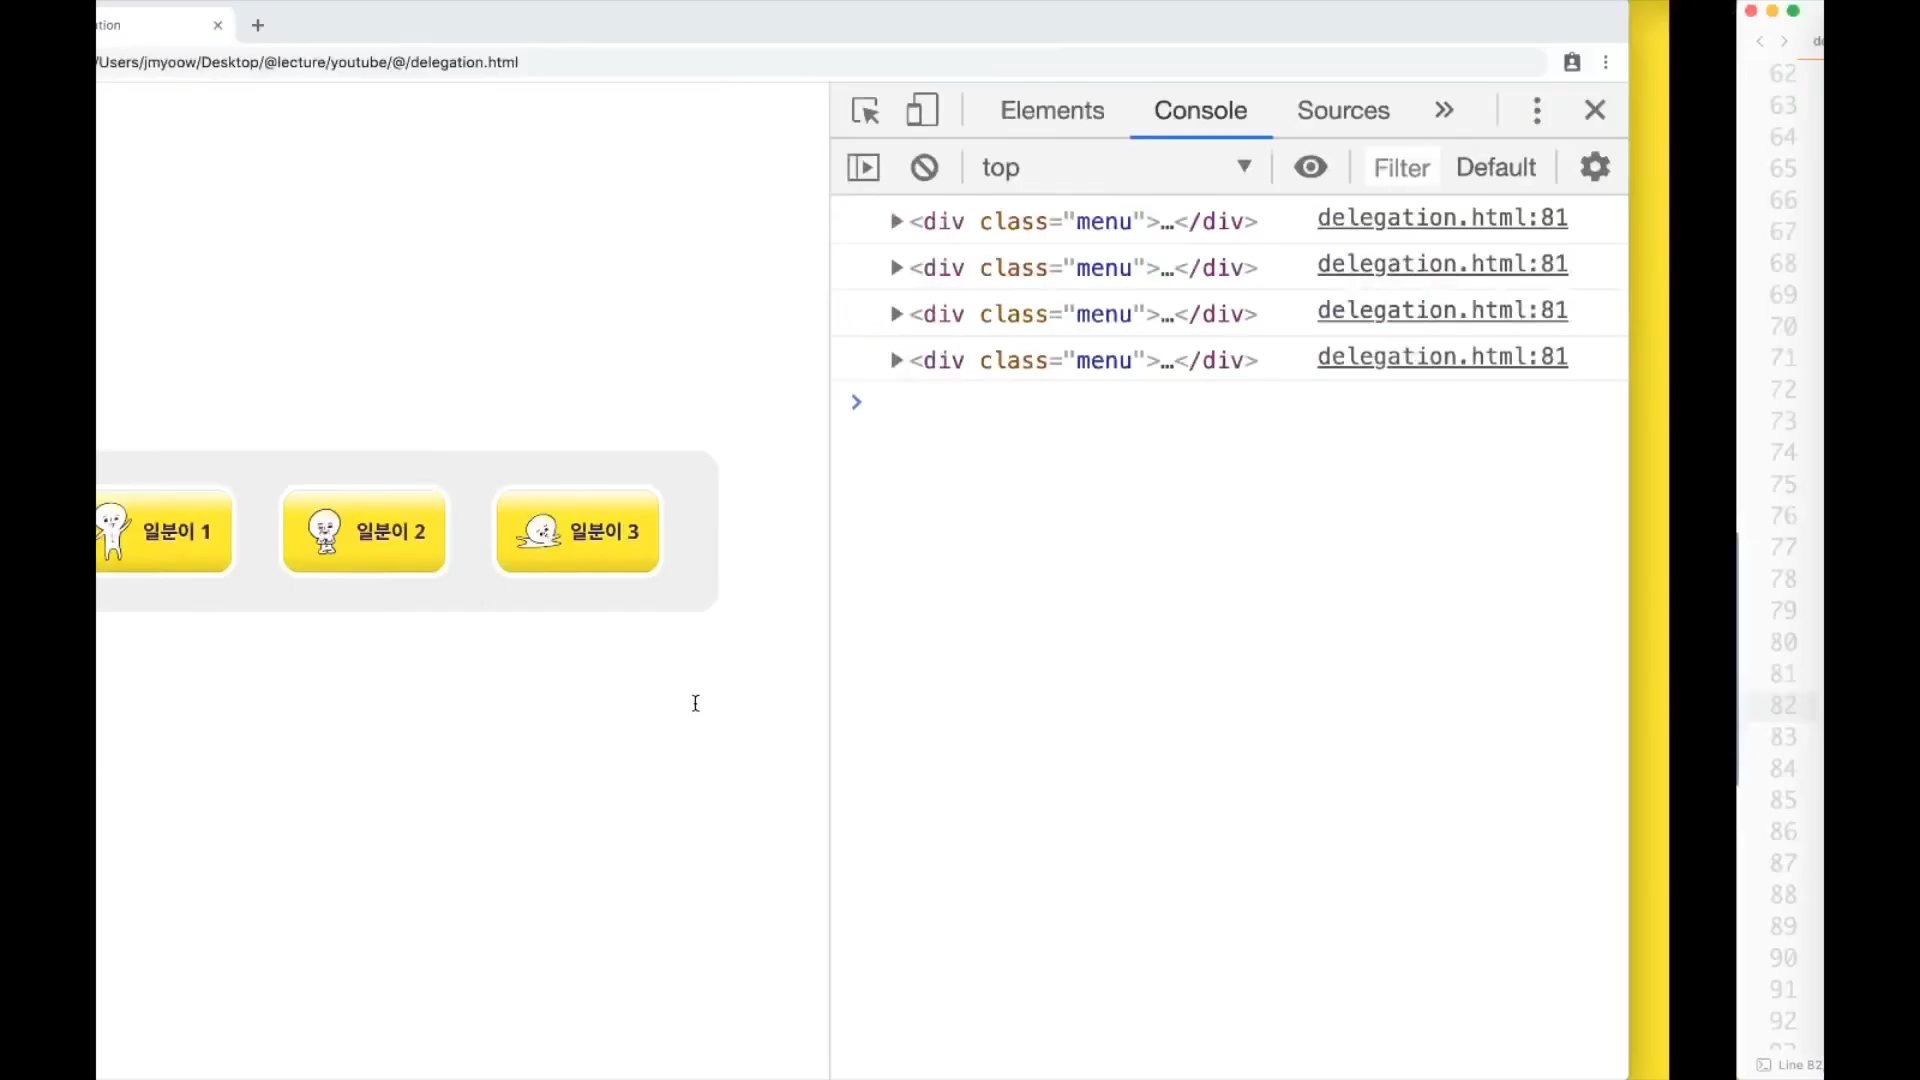 tion
/Users/jmyoow/Desktop/@lecture/youtube/@/delegation.html
Elements Console Sources
top Filter Default
<div class="menu">…</div> delegation.html:81
<div class="menu">…</div> delegation.html:81
<div class="menu">…</div> delegation.html:81
<div class="menu">…</div> delegation.html:81
일분이 1 일분이 2 일분이 3
de
62
63
64
65
66
67
68
69
70
71
72
73
74
75
76
77
78
79
80
81
82
83
84
85
86
87
88
89
90
91
92
Line 82